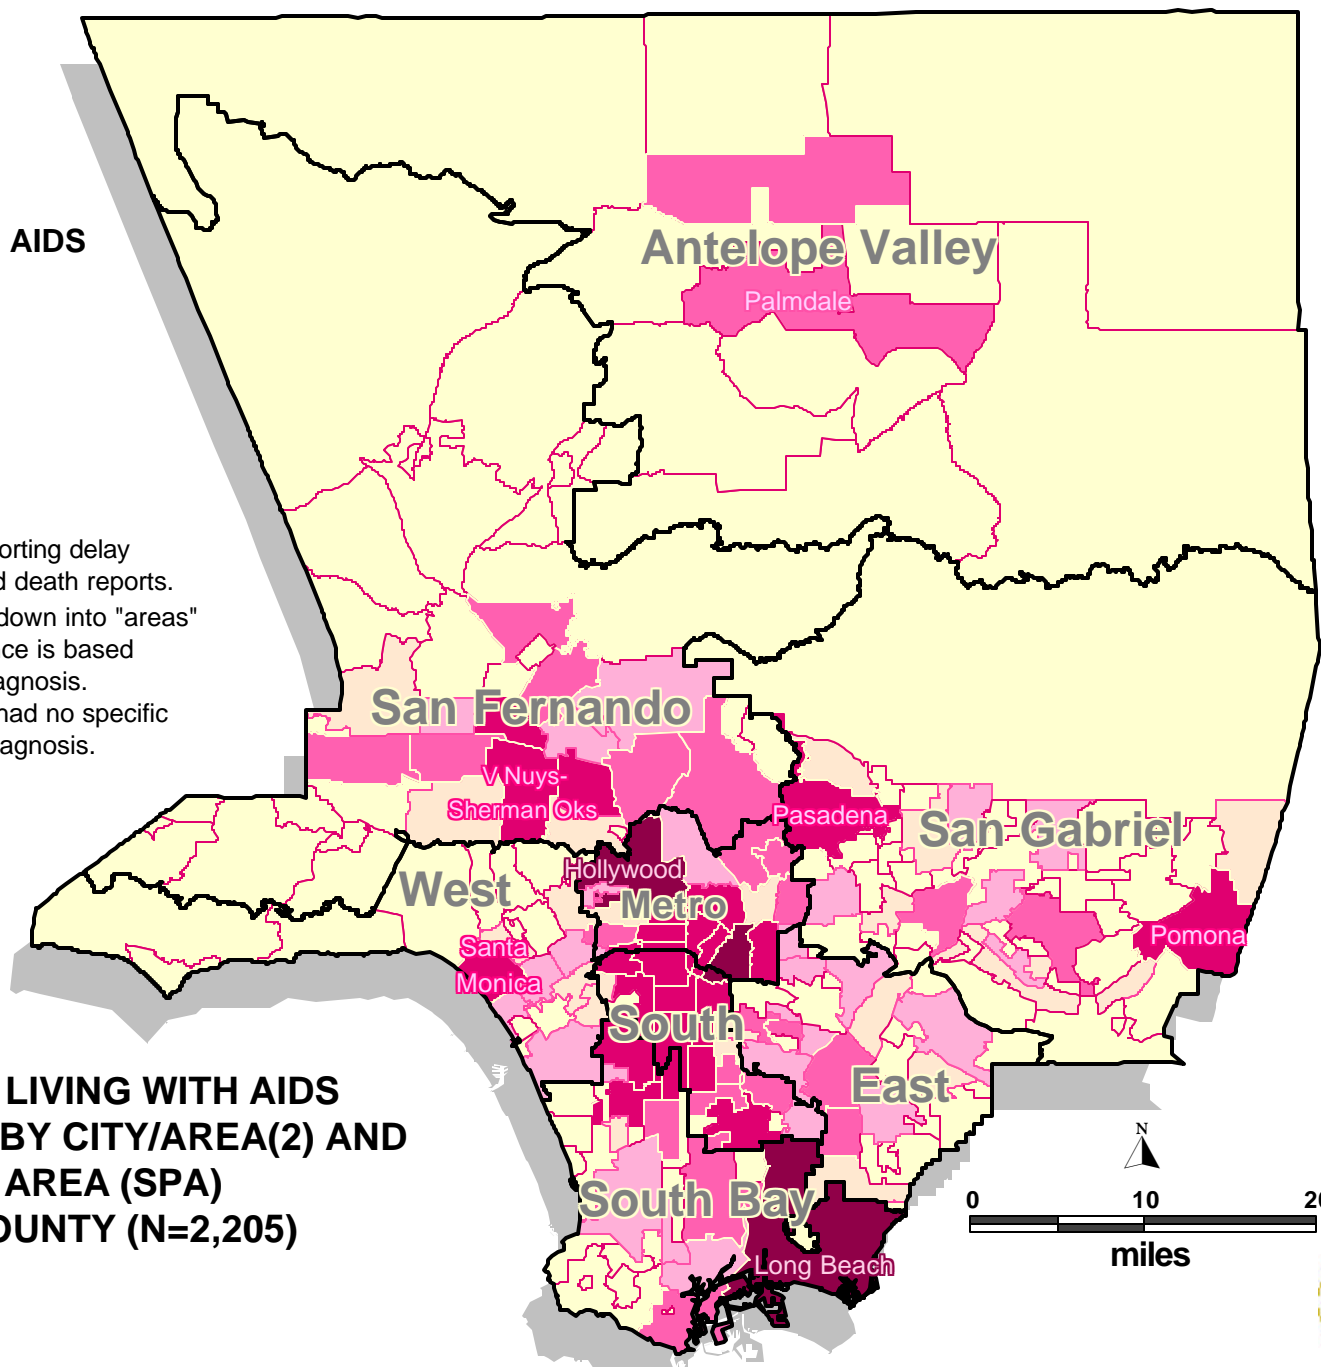 AIDS
Antelope Valley
Palmdale
orting delay
d death reports.
down into "areas"
nce is based
agnosis.
had no specific
agnosis.
San Fernando
V Nuys-
Sherman Oks
Pasadena
San Gabriel
Hollywood
West
Metro
Santa
Monica
Pomona
South
East
LIVING WITH AIDS
BY CITY/AREA(2) AND
AREA (SPA)
OUNTY (N=2,205)
South Bay
Long Beach
N
0 10 20
miles